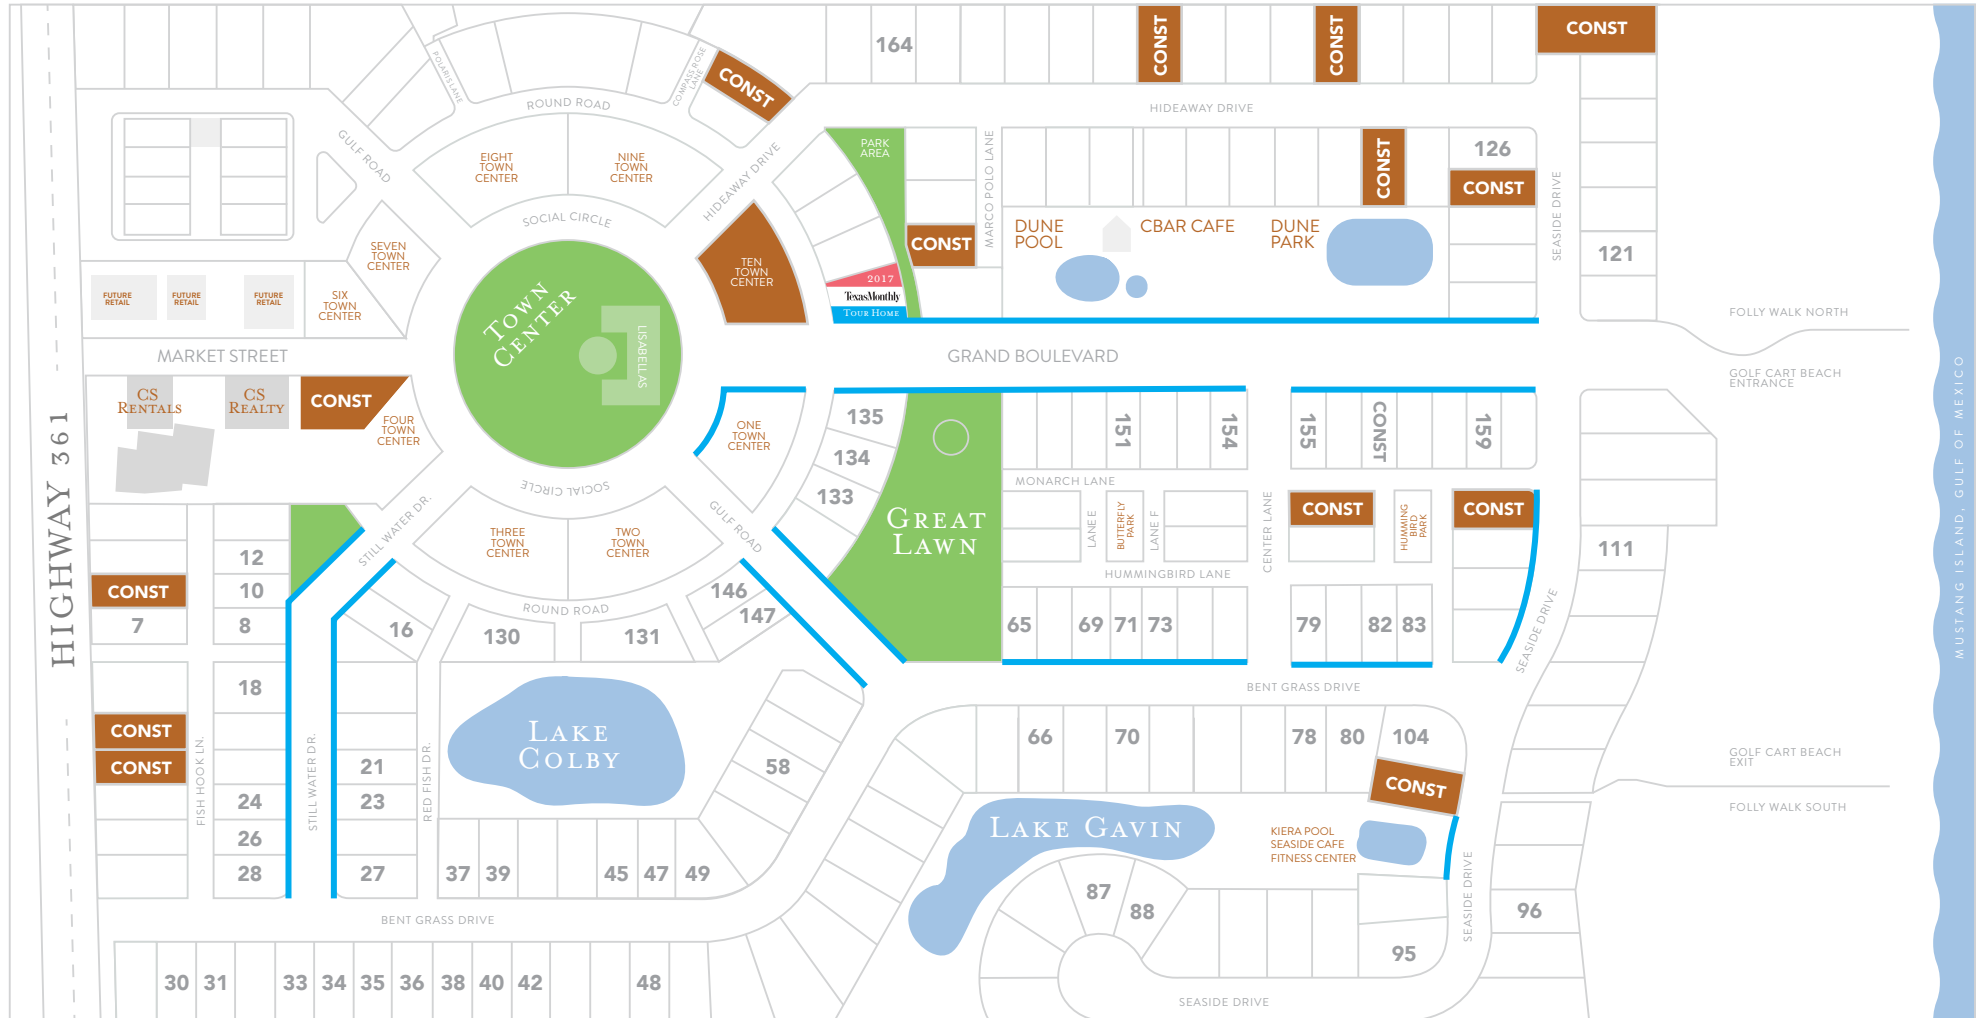 CONST
CONST
CONST
164
POLARIS LANE
COMPASS ROSE
LANE
CONST
ROUND ROAD
HIDEAWAY DRIVE
GULF ROAD
EIGHT
TOWN
CENTER
NINE
TOWN
CENTER
HIDEAWAY DRIVE
PARK
AREA
MARCO POLO LANE
CONST
126
CONST
SEASIDE DRIVE
SOCIAL CIRCLE
SEVEN
TOWN
CENTER
TEN
TOWN
CENTER
CONST
DUNE
POOL
CBAR CAFE
DUNE
PARK
121
FUTURE
RETAIL
FUTURE
RETAIL
FUTURE
RETAIL
SIX
TOWN
CENTER
TOWN
CENTER
LISABELLAS
2017
TexasMonthly
TOUR HOME
FOLLY WALK NORTH
MARKET STREET
GRAND BOULEVARD
GOLF CART BEACH
ENTRANCE
MUSTANG ISLAND, GULF OF MEXICO
HIGHWAY 361
CS
RENTALS
CS
REALTY
CONST
FOUR
TOWN
CENTER
ONE
TOWN
CENTER
135
134
133
151
154
155
CONST
159
SOCIAL CIRCLE
MONARCH LANE
STILL WATER DR.
THREE
TOWN
CENTER
TWO
TOWN
CENTER
GULF ROAD
GREAT
LAWN
LANE E
BUTTERFLY
PARK
LANE F
CENTER LANE
CONST
HUMMING
BIRD
PARK
CONST
111
12
CONST
10
7
8
16
ROUND ROAD
130
131
146
147
HUMMINGBIRD LANE
65
69
71
73
79
82
83
SEASIDE DRIVE
18
BENT GRASS DRIVE
CONST
CONST
FISH HOOK LN.
STILL WATER DR.
RED FISH DR.
21
24
23
26
28
27
LAKE
COLBY
58
66
70
78
80
104
CONST
GOLF CART BEACH
EXIT
FOLLY WALK SOUTH
LAKE GAVIN
KIERA POOL
SEASIDE CAFE
FITNESS CENTER
37
39
45
47
49
87
88
SEASIDE DRIVE
96
BENT GRASS DRIVE
95
30
31
33
34
35
36
38
40
42
48
SEASIDE DRIVE